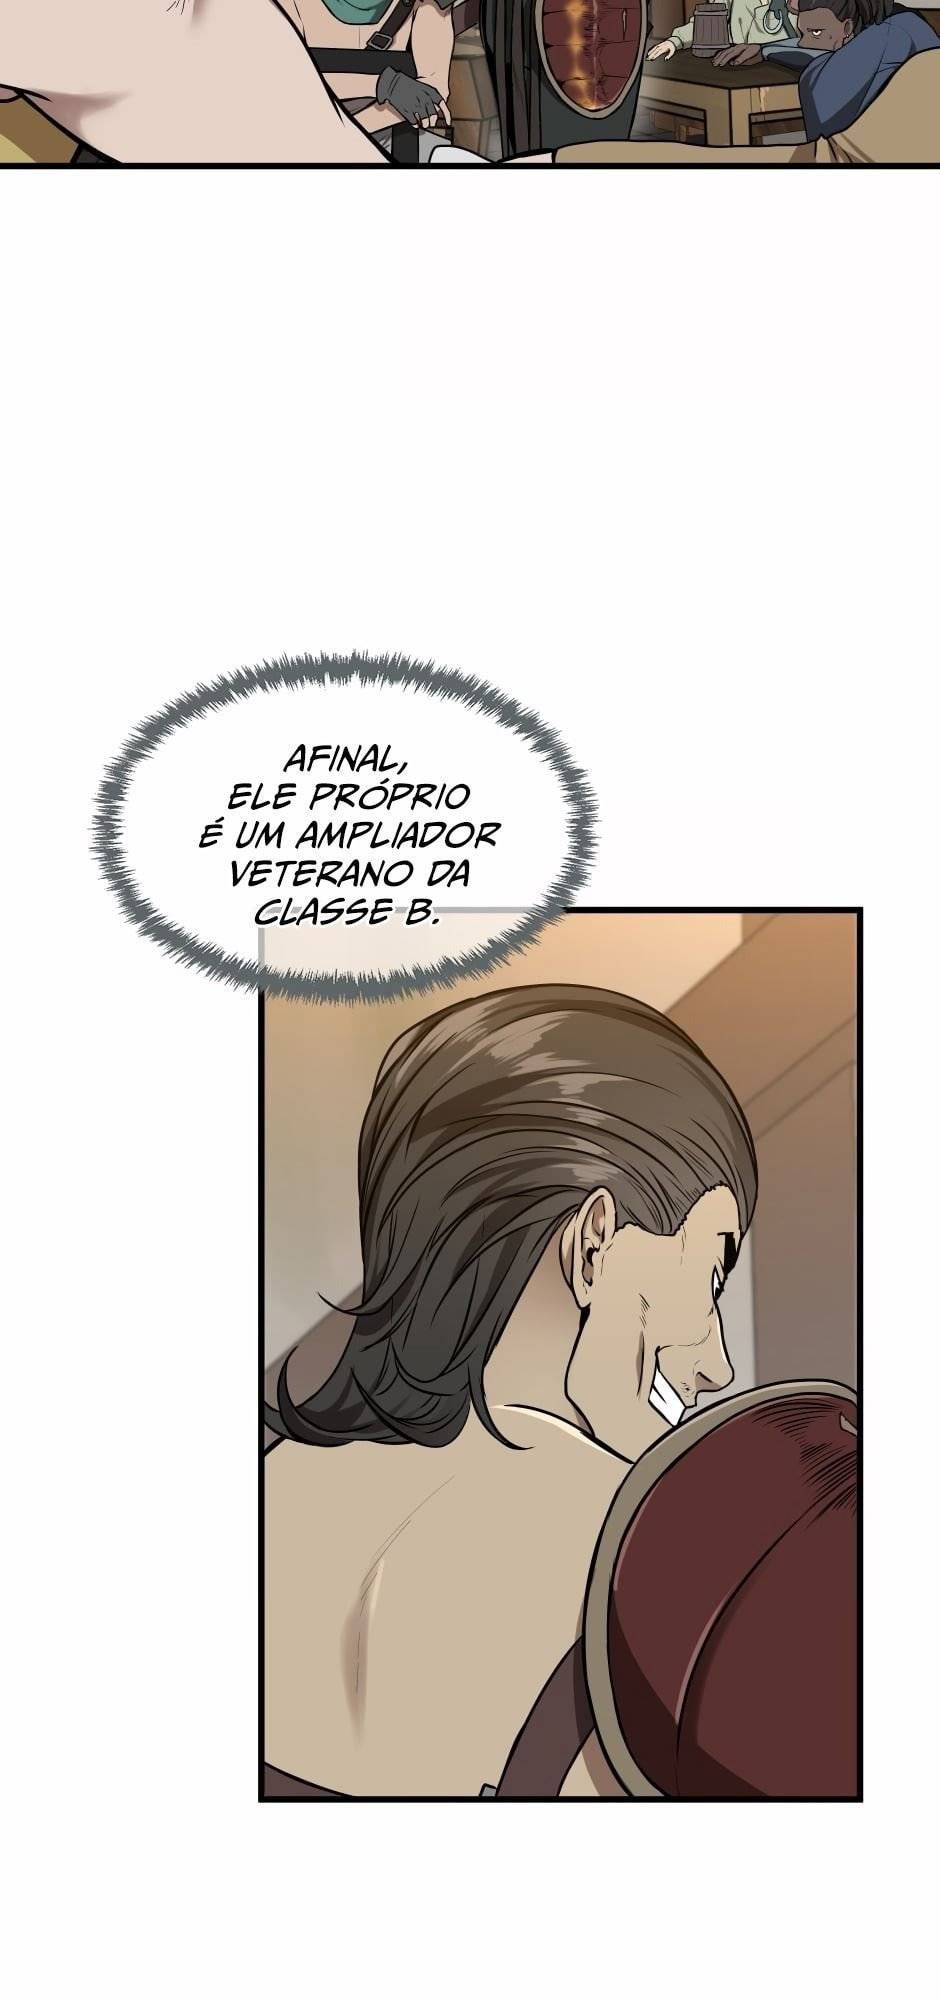 AFINAL,
ELE PRÓPRIO
É UM AMPLIADOR
VETERANO DA
CLASSE B.